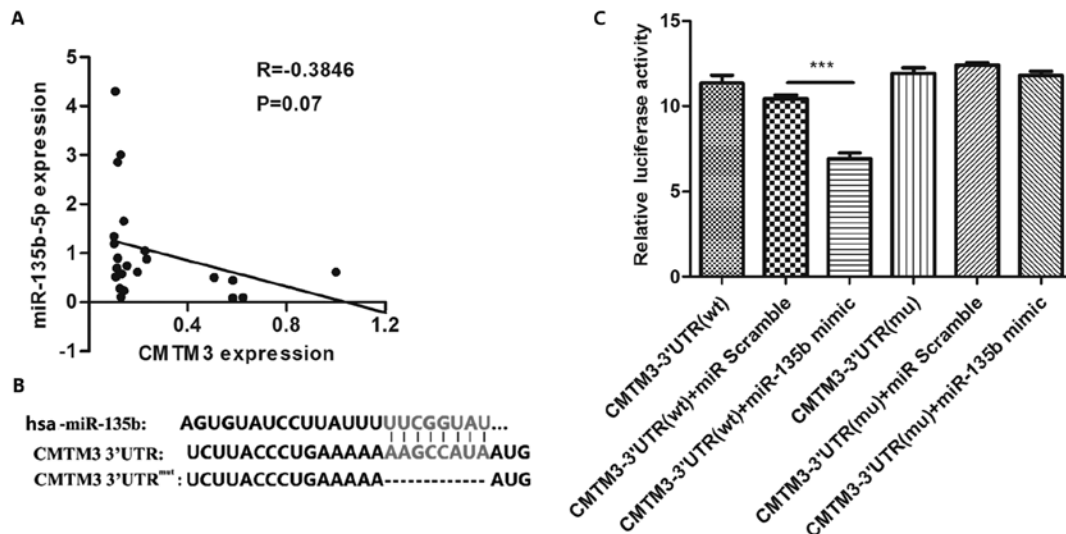 A
R=-0.3846
P=0.07
miR-135b-5p expression
5
4
3
2
1
0
-1
0.4
0.8
1.2
CMTM3 expression
B
hsa-miR-135b: AGUGUAUCCUUAUUUUUCGGUAU...
CMTM3 3'UTR: UCUUACCCUGAAAAAAAGCCAUAAUG
CMTM3 3'UTRmut: UCUUACCCUGAAAAA-------------AUG
C
Relative luciferase activity
15
10
5
0
***
CMTM3-3'UTR(wt)
CMTM3-3'UTR(wt)+miR Scramble
CMTM3-3'UTR(wt)+miR-135b mimic
CMTM3-3'UTR(mu)
CMTM3-3'UTR(mu)+miR Scramble
CMTM3-3'UTR(mu)+miR-135b mimic